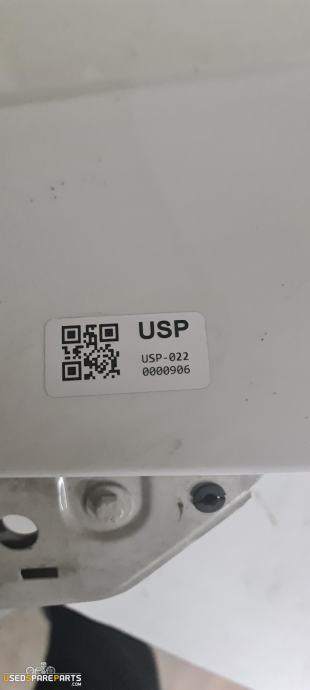 USP
USP-022
0000906
USEDSPAREPARTS
.COM